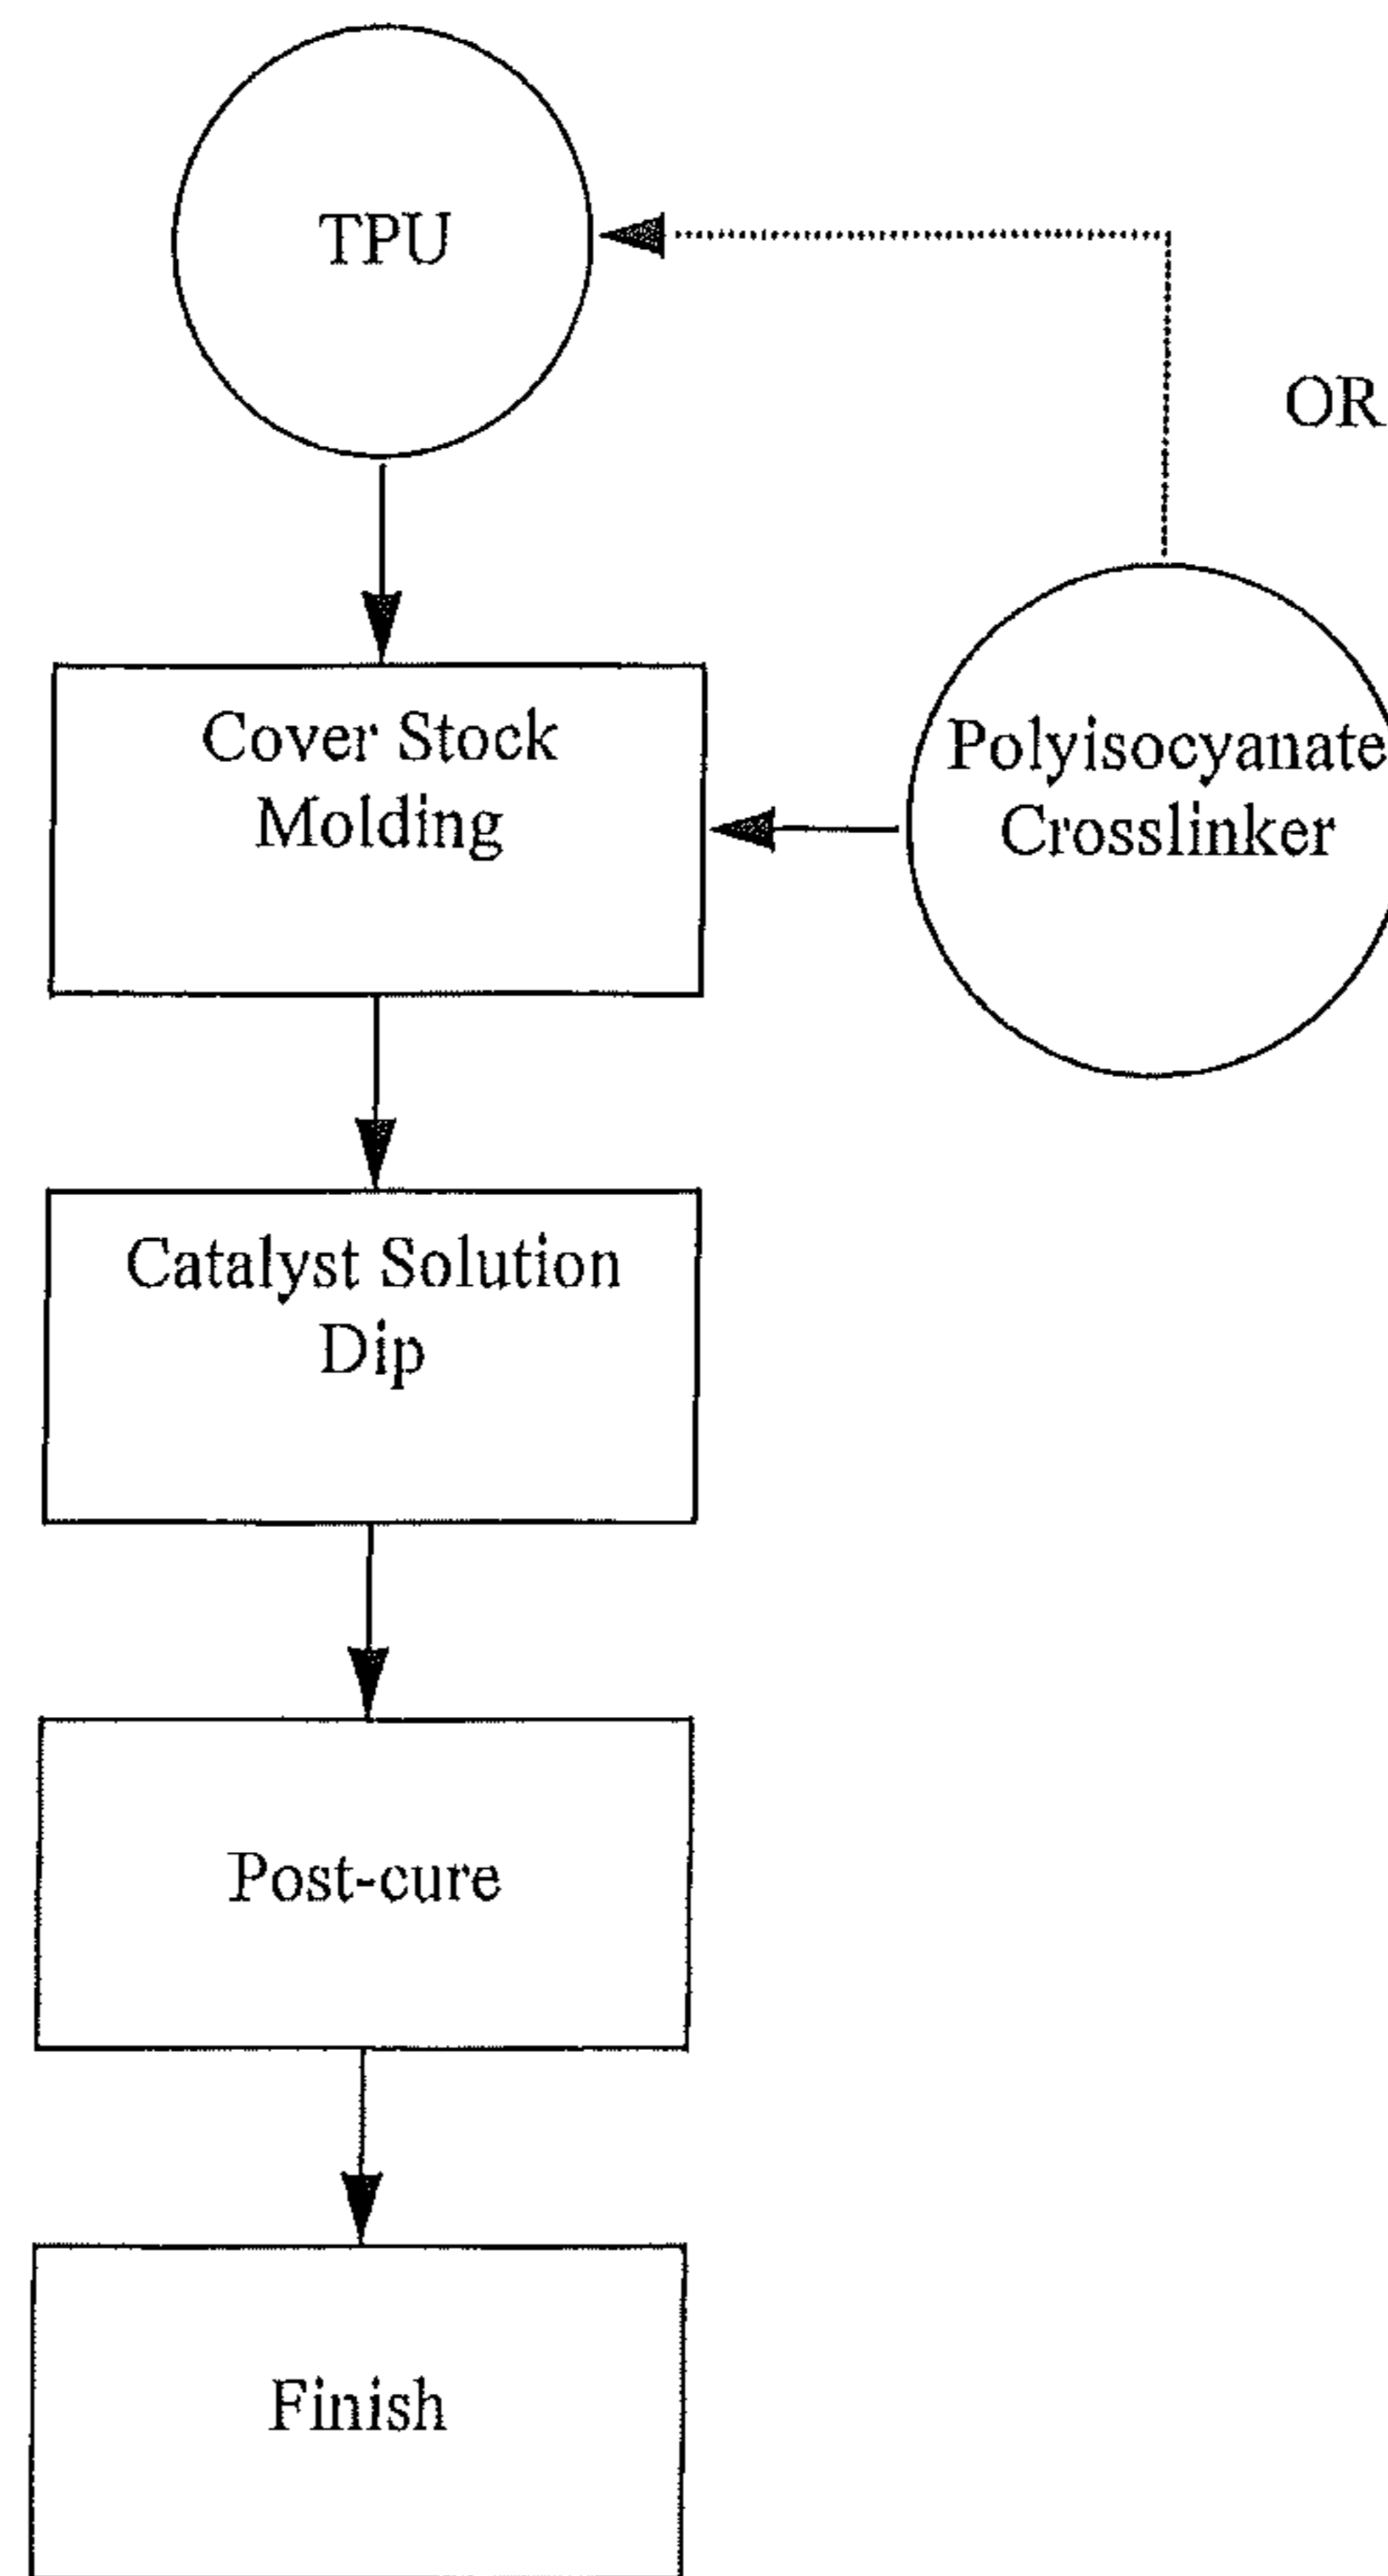 TPU
OR
Cover Stock
Molding
Polyisocyanate
Crosslinker
Catalyst Solution
Dip
Post-cure
Finish